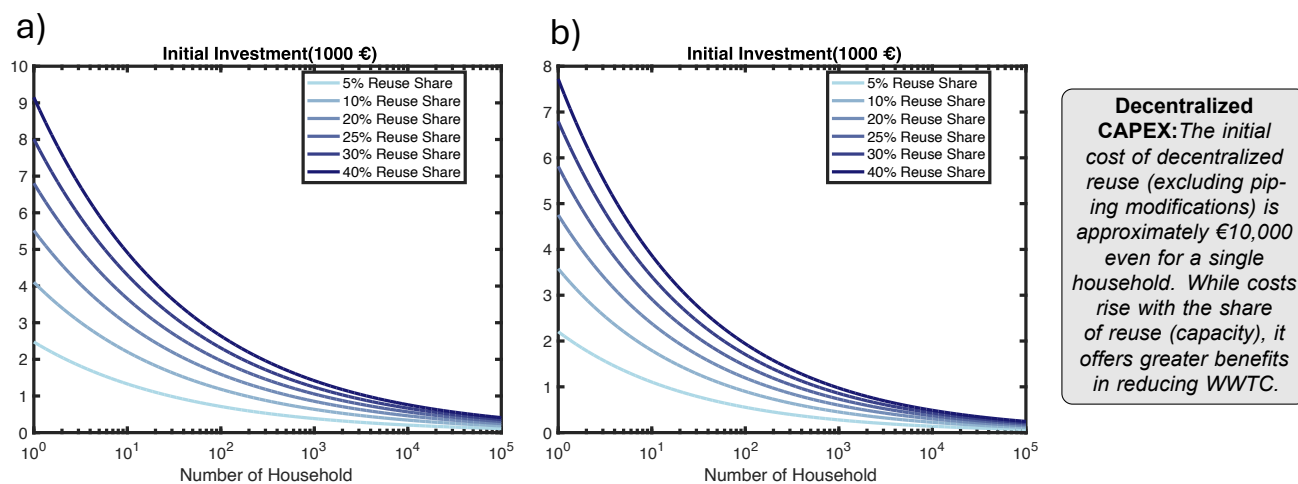 a)
Initial Investment(1000 €)
10
9
8
7
6
5
4
3
2
1
0
5% Reuse Share
10% Reuse Share
20% Reuse Share
25% Reuse Share
30% Reuse Share
40% Reuse Share
10^0
10^1
10^2
10^3
10^4
10^5
Number of Household
b)
Initial Investment(1000 €)
8
7
6
5
4
3
2
1
0
5% Reuse Share
10% Reuse Share
20% Reuse Share
25% Reuse Share
30% Reuse Share
40% Reuse Share
10^0
10^1
10^2
10^3
10^4
10^5
Number of Household
Decentralized
CAPEX:The initial
cost of decentralized
reuse (excluding pip-
ing modifications) is
approximately €10,000
even for a single
household. While costs
rise with the share
of reuse (capacity), it
offers greater benefits
in reducing WWTC.